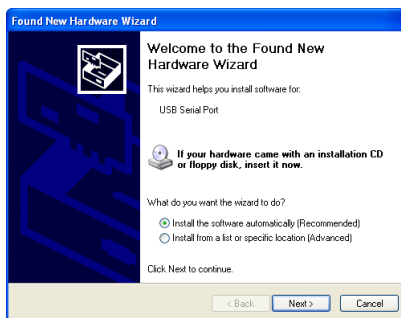 Found New Hardware Wizard
Welcome to the Found New
Hardware Wizard
This wizard helps you install software for:
USB Serial Port
If your hardware came with an installation CD
or floppy disk, insert it now.
What do you want the wizard to do?
Install the software automatically (Recommended)
Install from a list or specific location (Advanced)
Click Next to continue.
< Back Next > Cancel